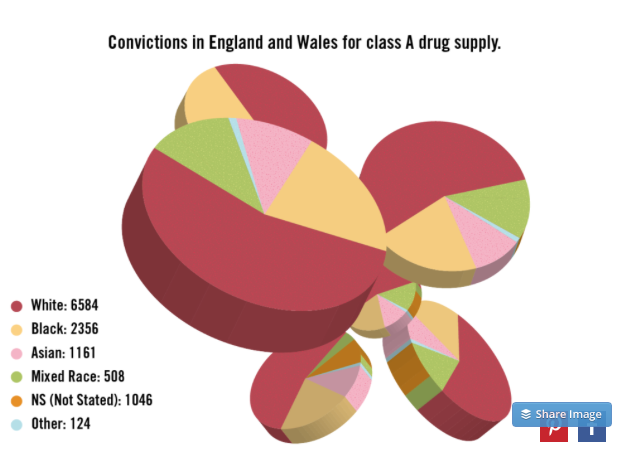 Convictions in England and Wales for class A drug supply.
White: 6584
Black: 2356
Asian: 1161
Mixed Race: 508
NS (Not Stated): 1046
Other: 124
Share Image